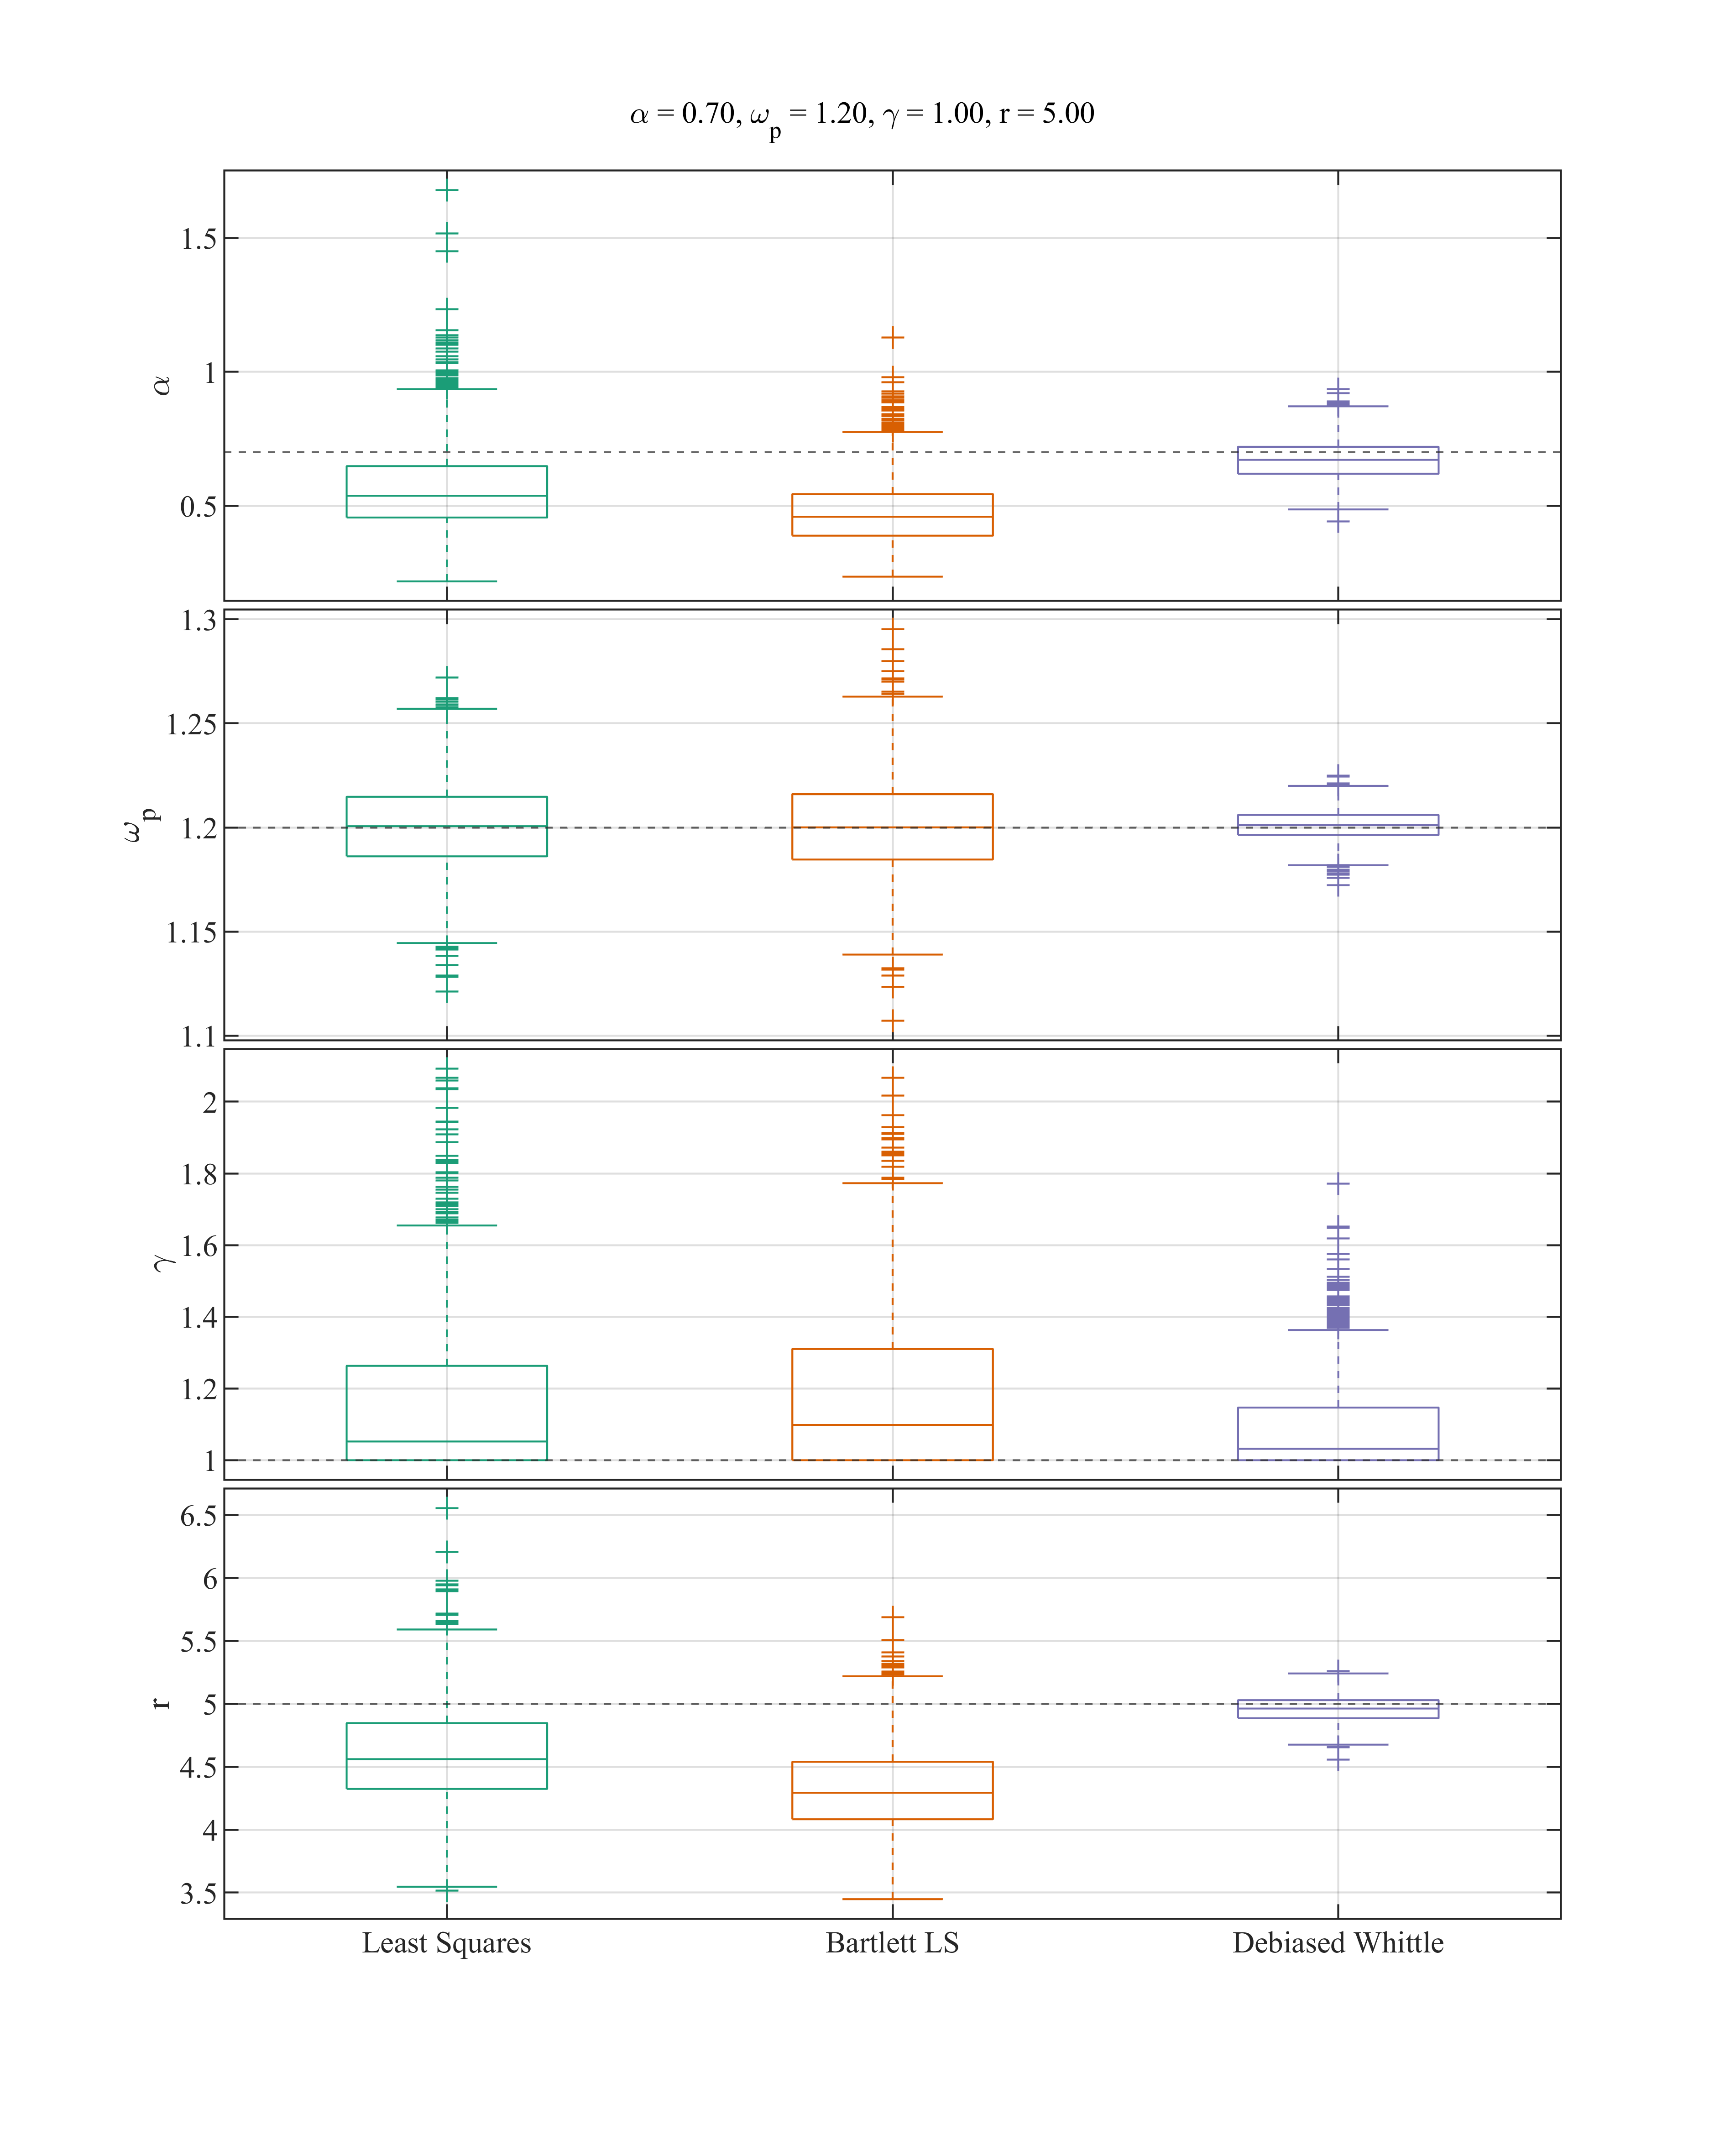 α = 0.70, ωp = 1.20, γ = 1.00, r = 5.00
1.5
1
0.5
α
1.3
1.25
1.2
1.15
1.1
ωp
2
1.8
1.6
1.4
1.2
1
γ
6.5
6
5.5
5
4.5
4
3.5
r
Least Squares
Bartlett LS
Debiased Whittle